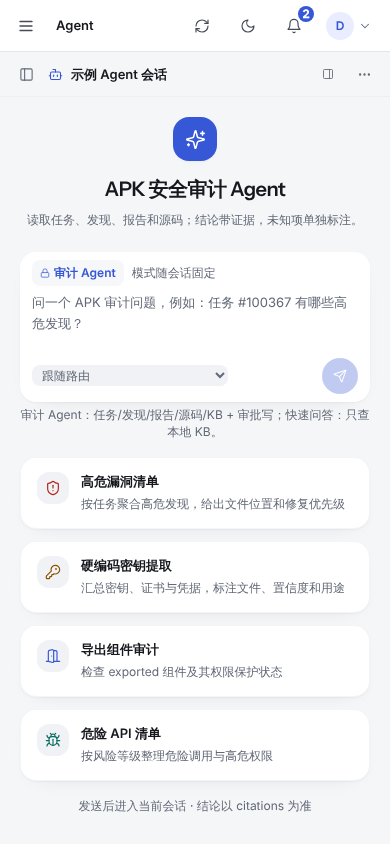 Agent
2
D
示例 Agent 会话
APK 安全审计 Agent
读取任务、发现、报告和源码；结论带证据，未知项单独标注。
审计 Agent 模式随会话固定
问一个 APK 审计问题，例如：任务 #100367 有哪些高
危发现？
跟随路由
审计 Agent：任务/发现/报告/源码/KB + 审批写；快速问答：只查
本地 KB。
高危漏洞清单
按任务聚合高危发现，给出文件位置和修复优先级
硬编码密钥提取
汇总密钥、证书与凭据，标注文件、置信度和用途
导出组件审计
检查 exported 组件及其权限保护状态
危险 API 清单
按风险等级整理危险调用与高危权限
发送后进入当前会话 · 结论以 citations 为准